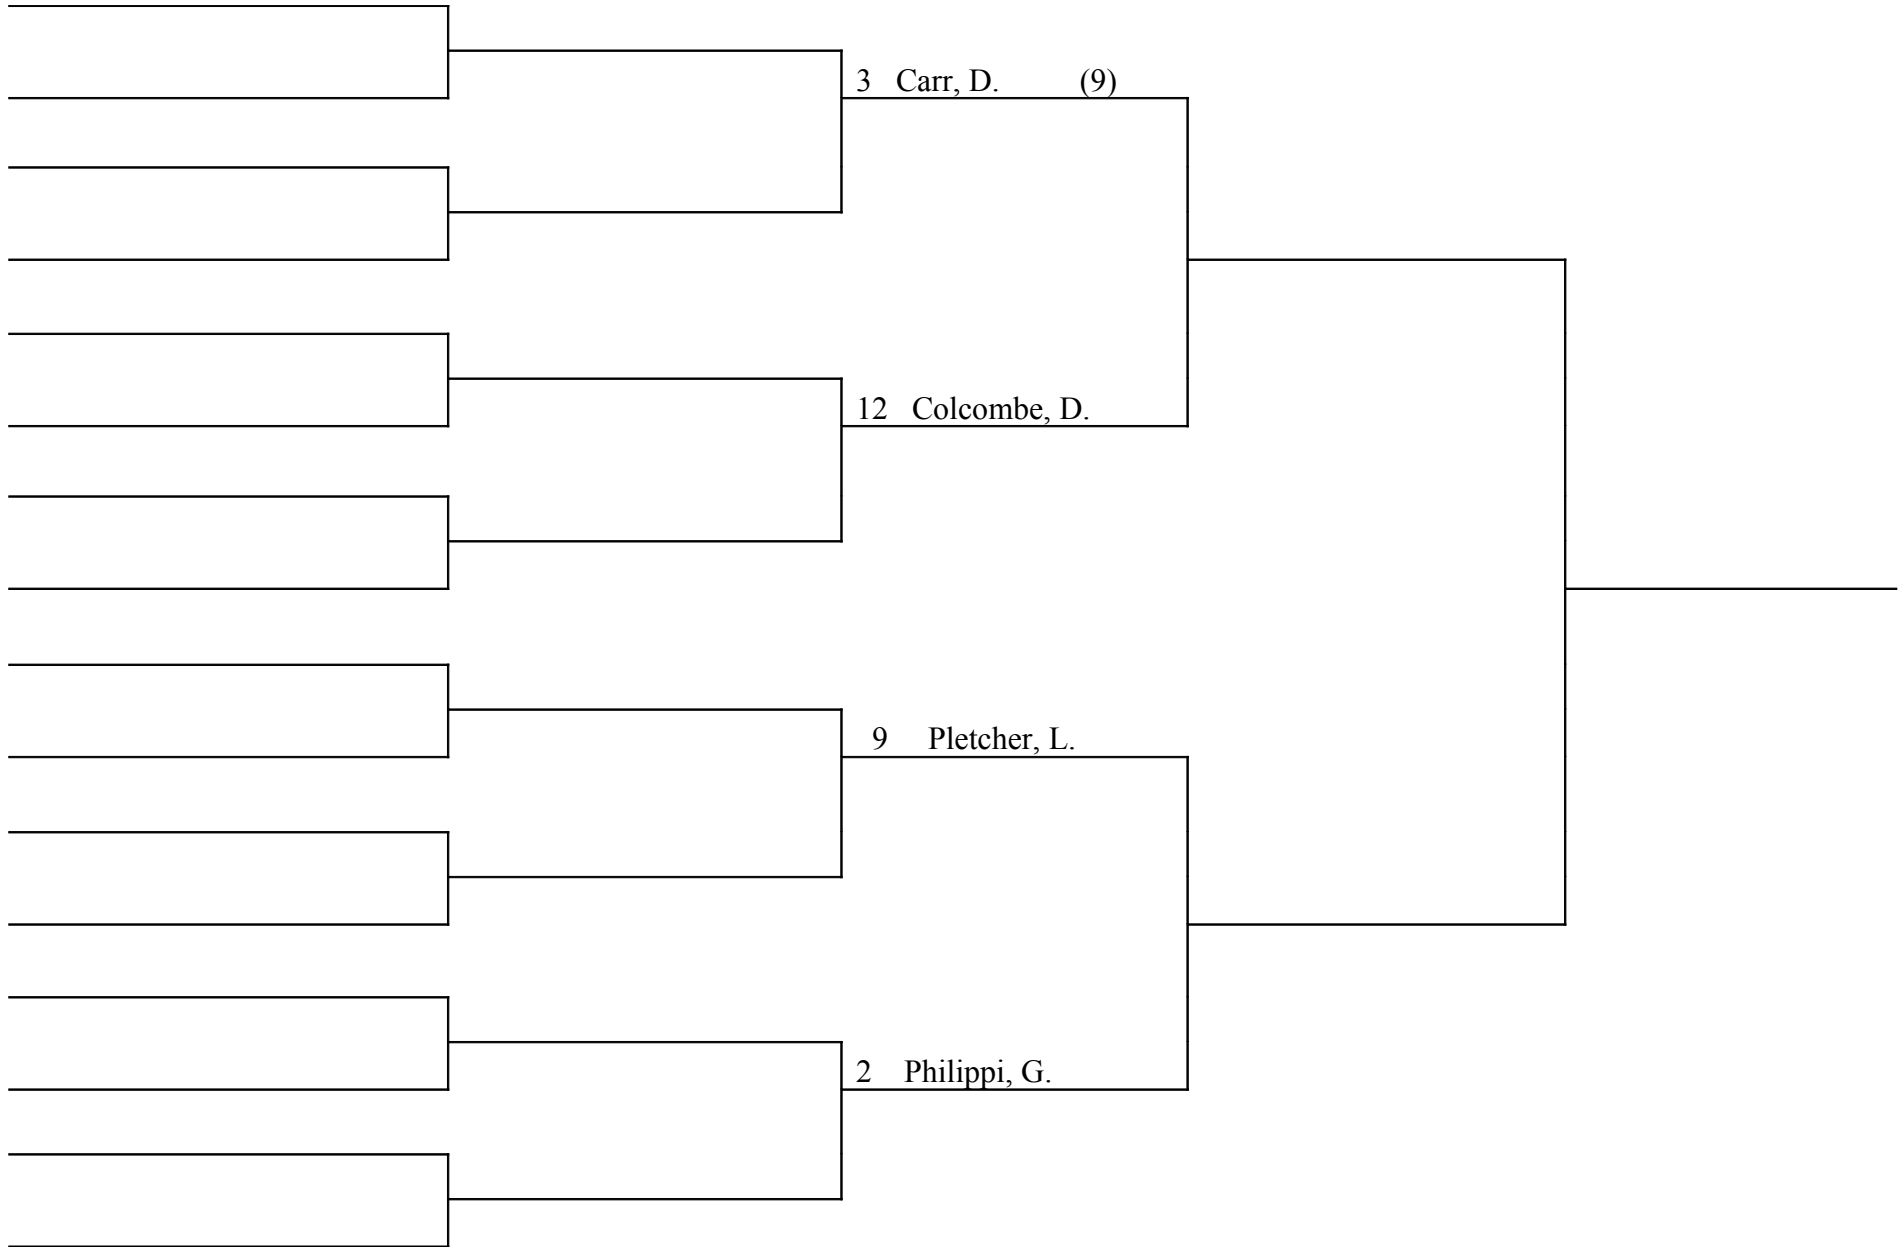 3 Carr, D. (9)
12 Colcombe, D.
9 Pletcher, L.
2 Philippi, G.